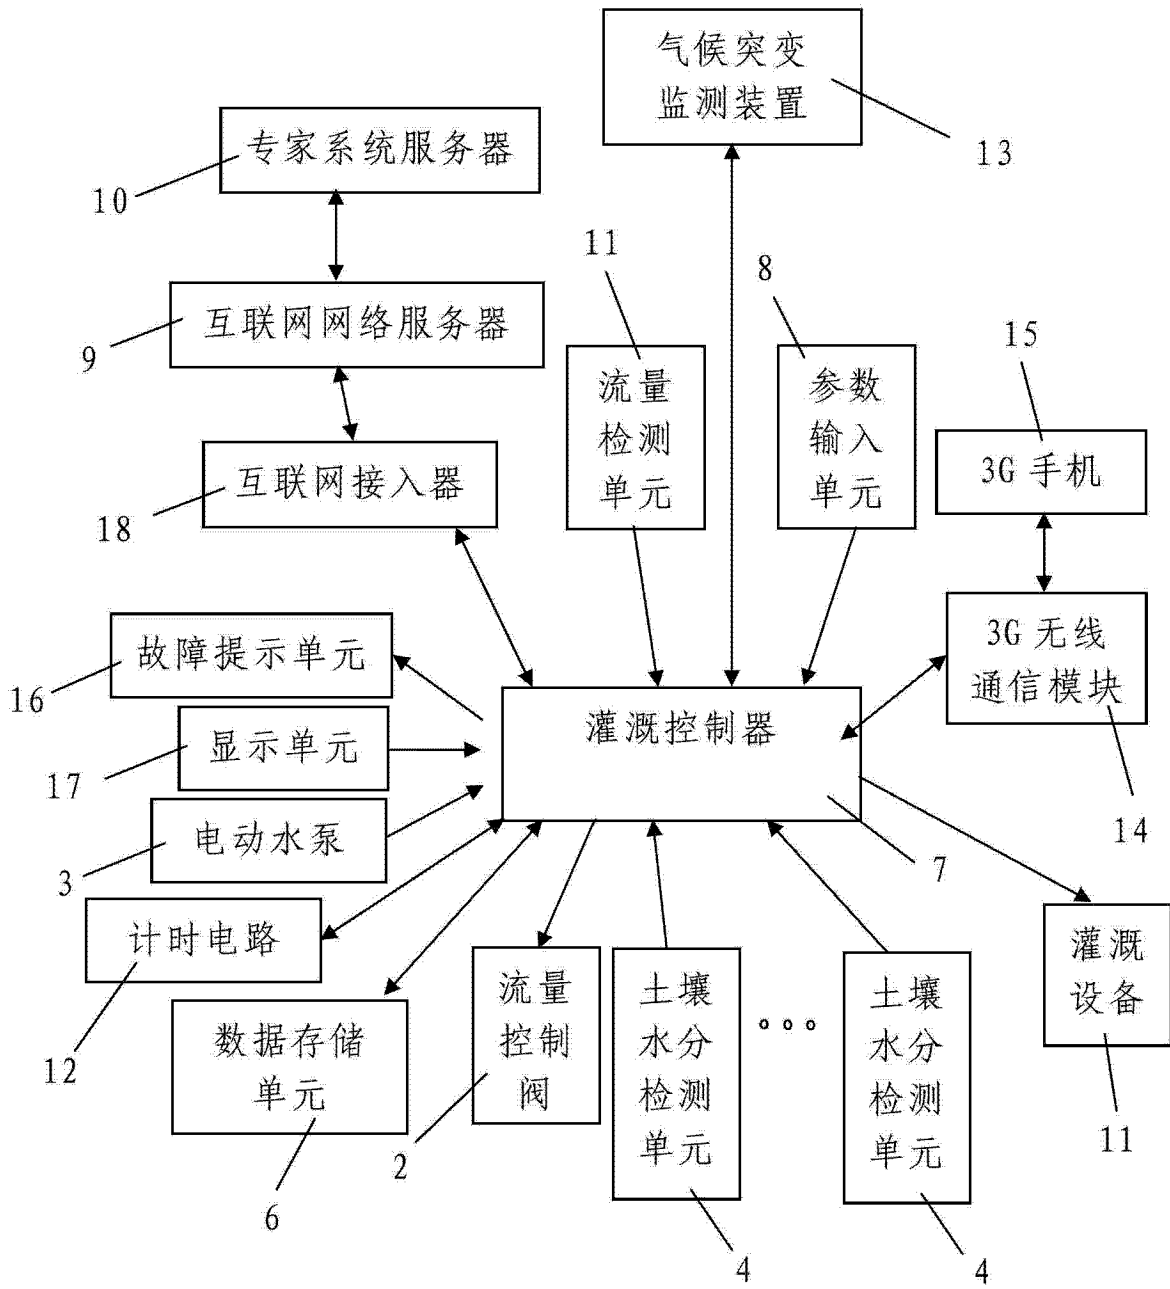 气候突变
监测装置
13
专家系统服务器
10
11
8
互联网网络服务器
9
流量
检测
单元
参数
输入
单元
15
3G 手机
互联网接入器
18
故障提示单元
16
3G 无线
通信模块
14
灌溉控制器
7
显示单元
17
电动水泵
3
计时电路
12
数据存储
单元
6
流量
控制
阀
2
土壤
水分
检测
单元
4
。。。
土壤
水分
检测
单元
4
灌溉
设备
11